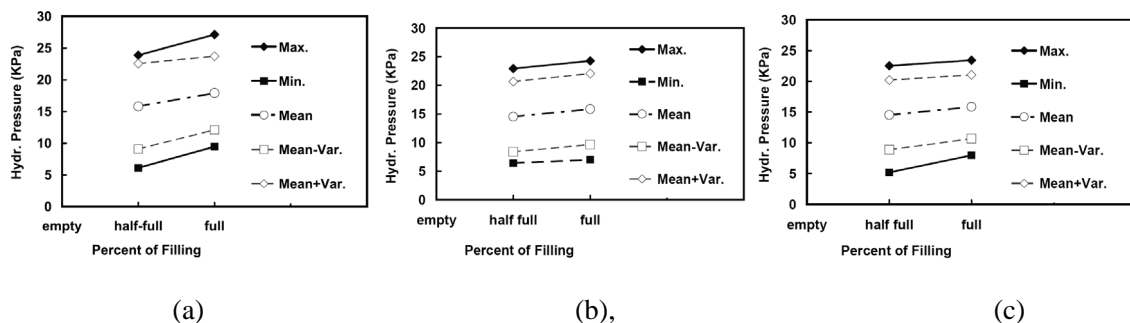 30
25
20
15
10
5
0
Hydr. Pressure (KPa)
Max.
Min.
Mean
Mean-Var.
Mean+Var.
empty half-full full
Percent of Filling
(a)
30
25
20
15
10
5
0
Hydr. Pressure (KPa)
Max.
Min.
Mean
Mean-Var.
Mean+Var.
empty half full full
Percent of Filling
(b),
30
25
20
15
10
5
0
Hydr. Pressure (KPa)
Max.
Min.
Mean
Mean-Var.
Mean+Var.
empty half full full
Percent of Filling
(c)